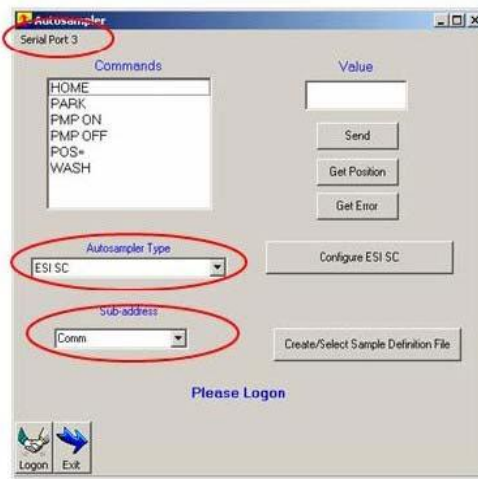 Autosampler
Serial Port 3
Commands
HOME
PARK
PMP ON
PMP OFF
POS=
WASH
Value
Send
Get Position
Get Error
Autosampler Type
ESI SC
Configure ESI SC
Sub-address
Comm
Create/Select Sample Definition File
Please Logon
Logon
Exit